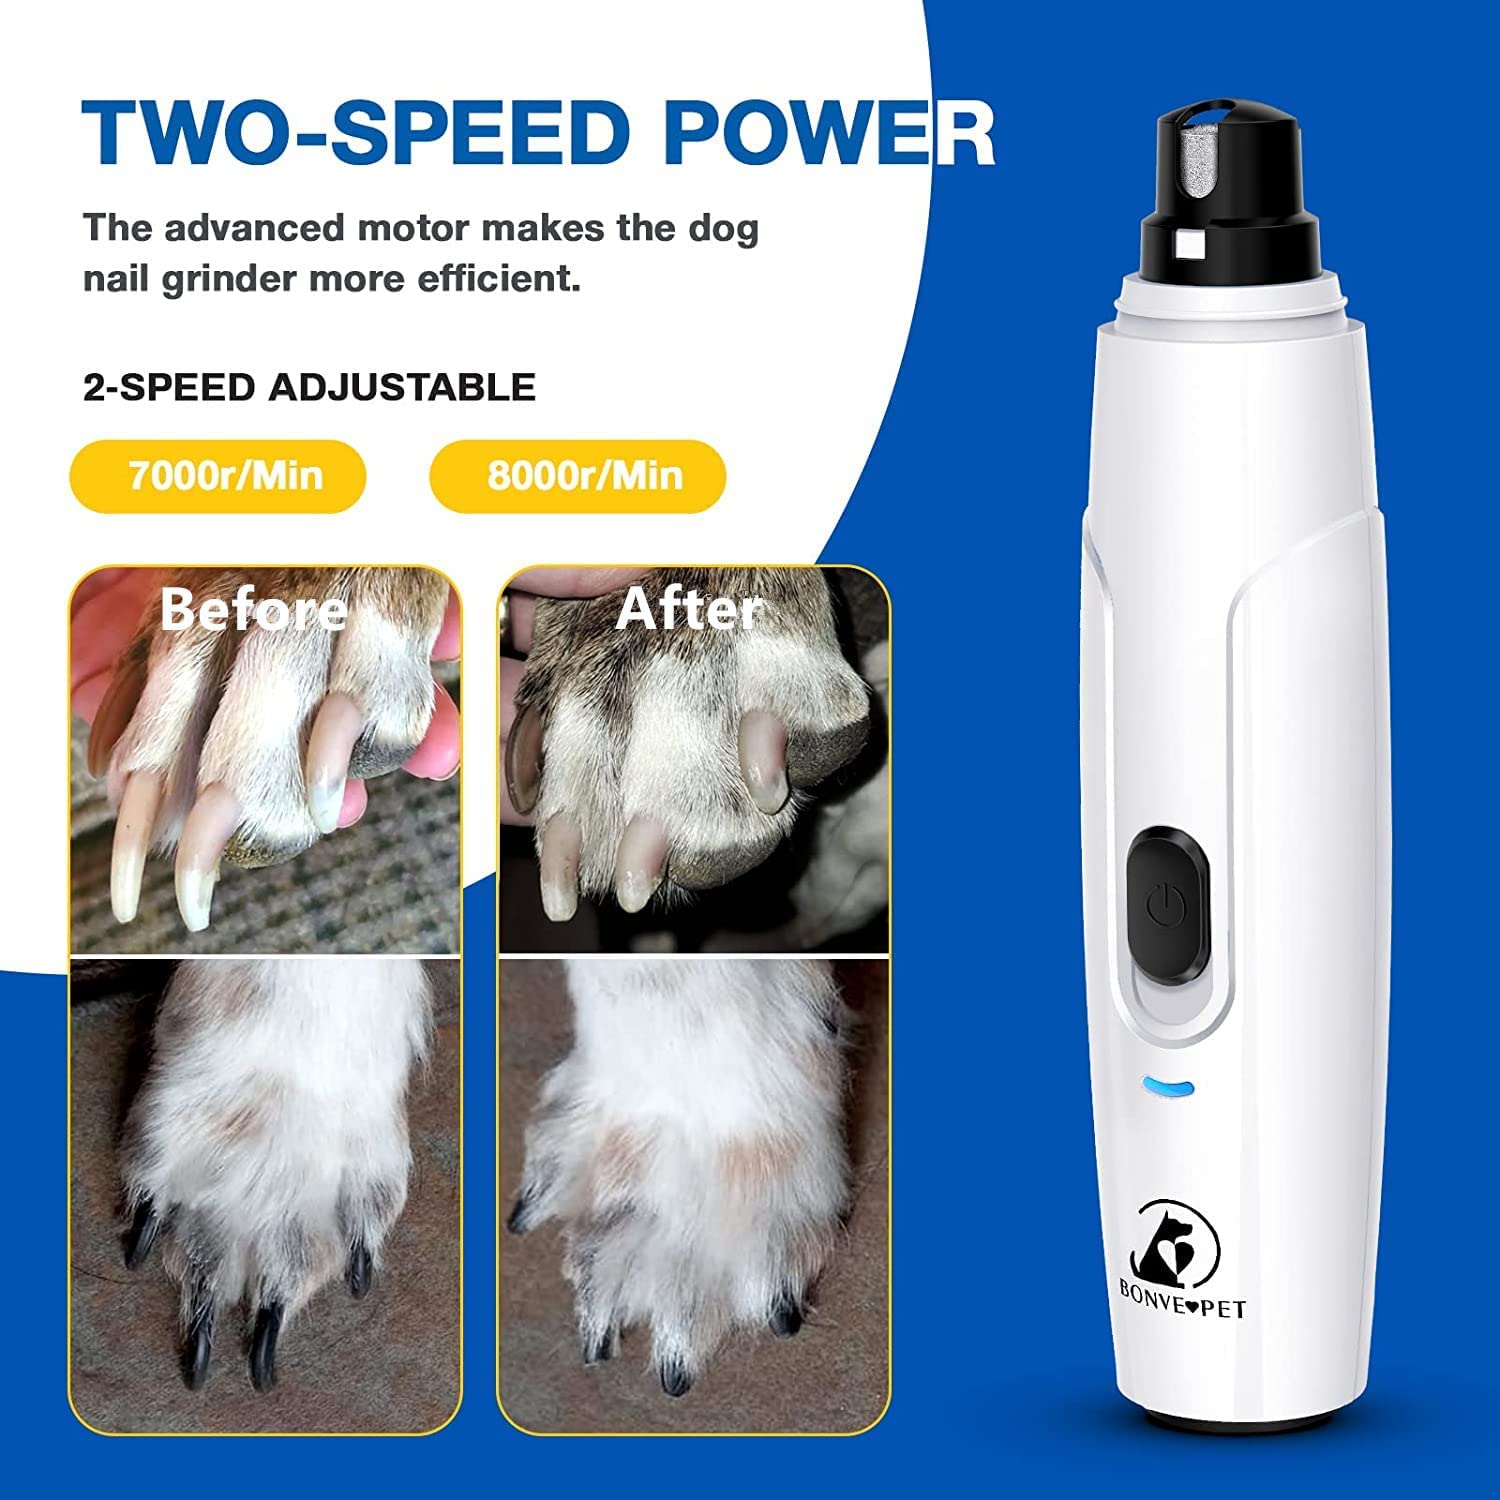 TWO-SPEED POWER
The advanced motor makes the dog
nail grinder more efficient.
2-SPEED ADJUSTABLE
7000r/Min
8000r/Min
Before
After
BONVE♥PET